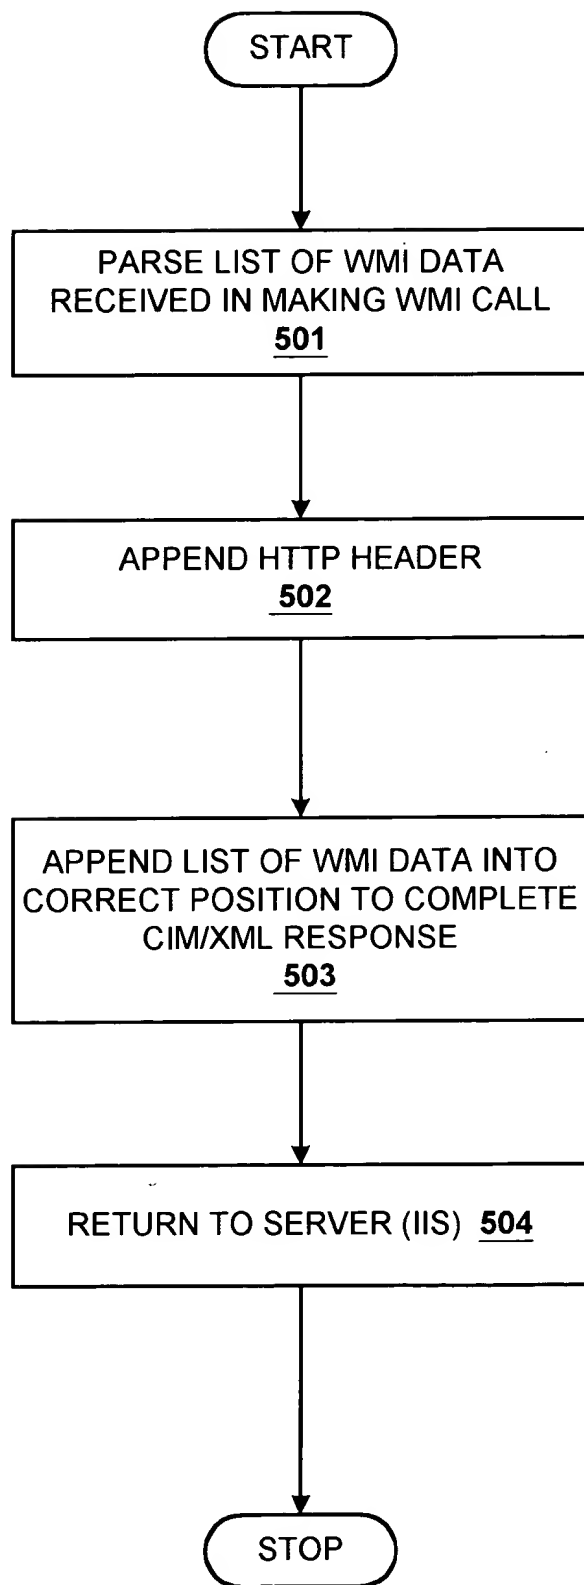 START
PARSE LIST OF WMI DATA
RECEIVED IN MAKING WMI CALL
501
APPEND HTTP HEADER
502
APPEND LIST OF WMI DATA INTO
CORRECT POSITION TO COMPLETE
CIM/XML RESPONSE
503
RETURN TO SERVER (IIS) 504
STOP